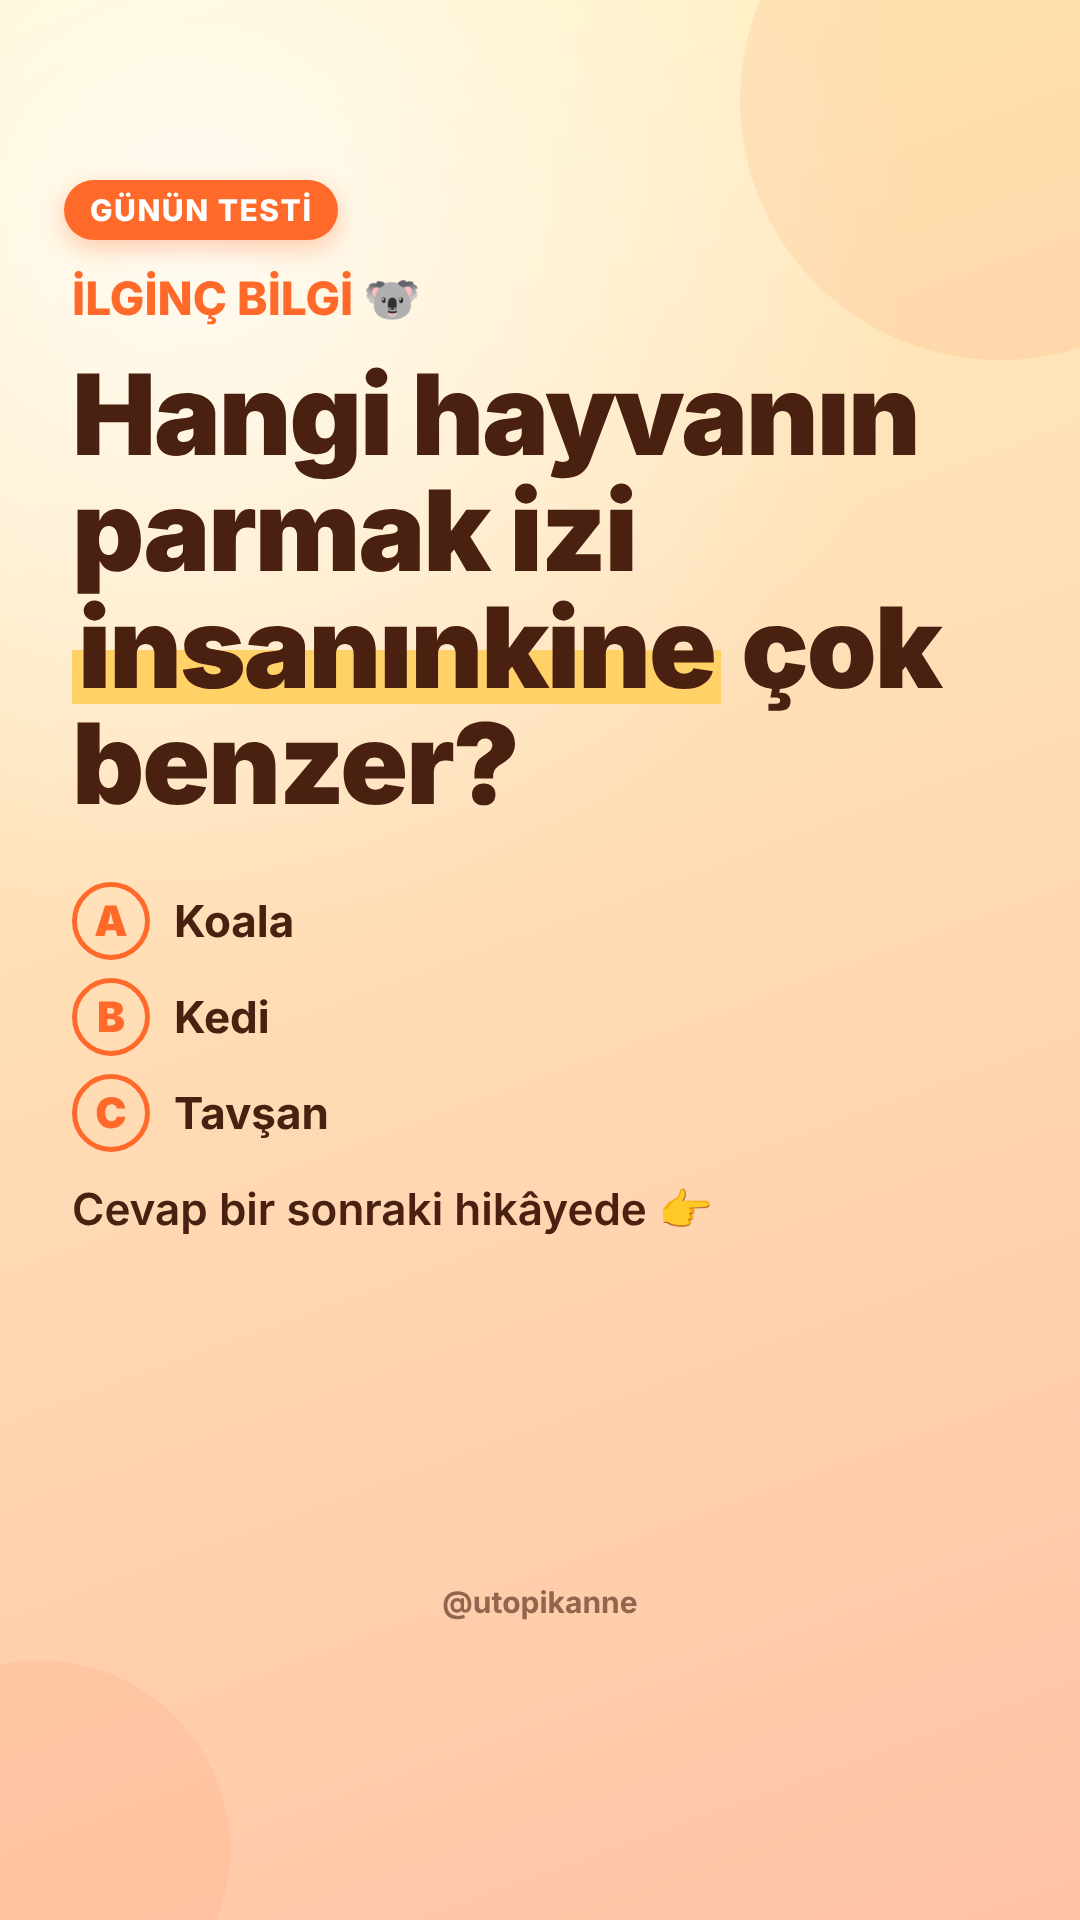 GÜNÜN TESTİ
İLGİNÇ BİLGİ 🐨
Hangi hayvanın
parmak izi
insanınkine çok
benzer?
A Koala
B Kedi
C Tavşan
Cevap bir sonraki hikâyede 👉
@utopikanne